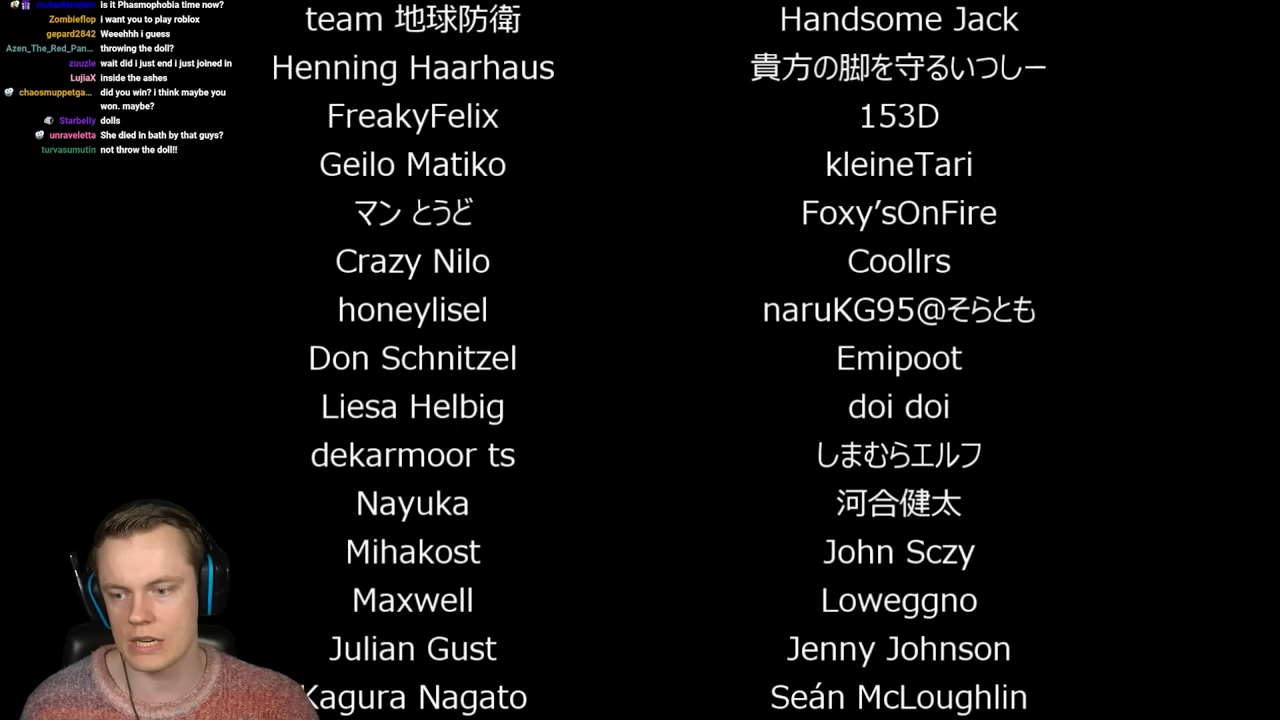 is it Phasmophobia time now?
Zombieflop i want you to play roblox
gepard2842 Weeehhh i guess
Azen_The_Red_Pan... throwing the doll?
zuuzle wait did i just end i just joined in
LujiaX inside the ashes
chaosmuppetga... did you win? i think maybe you
won. maybe?
Starbelly dolls
unraveletta She died in bath by that guys?
turvasumutin not throw the doll!!
team 地球防衛 Handsome Jack
Henning Haarhaus 貴方の脚を守るいつしー
FreakyFelix 153D
Geilo Matiko kleineTari
マン とうど Foxy’sOnFire
Crazy Nilo Coollrs
honeylisel naruKG95@そらとも
Don Schnitzel Emipoot
Liesa Helbig doi doi
dekarmoor ts しまむらエルフ
Nayuka 河合健太
Mihakost John Sczy
Maxwell Loweggno
Julian Gust Jenny Johnson
Kagura Nagato Seán McLoughlin